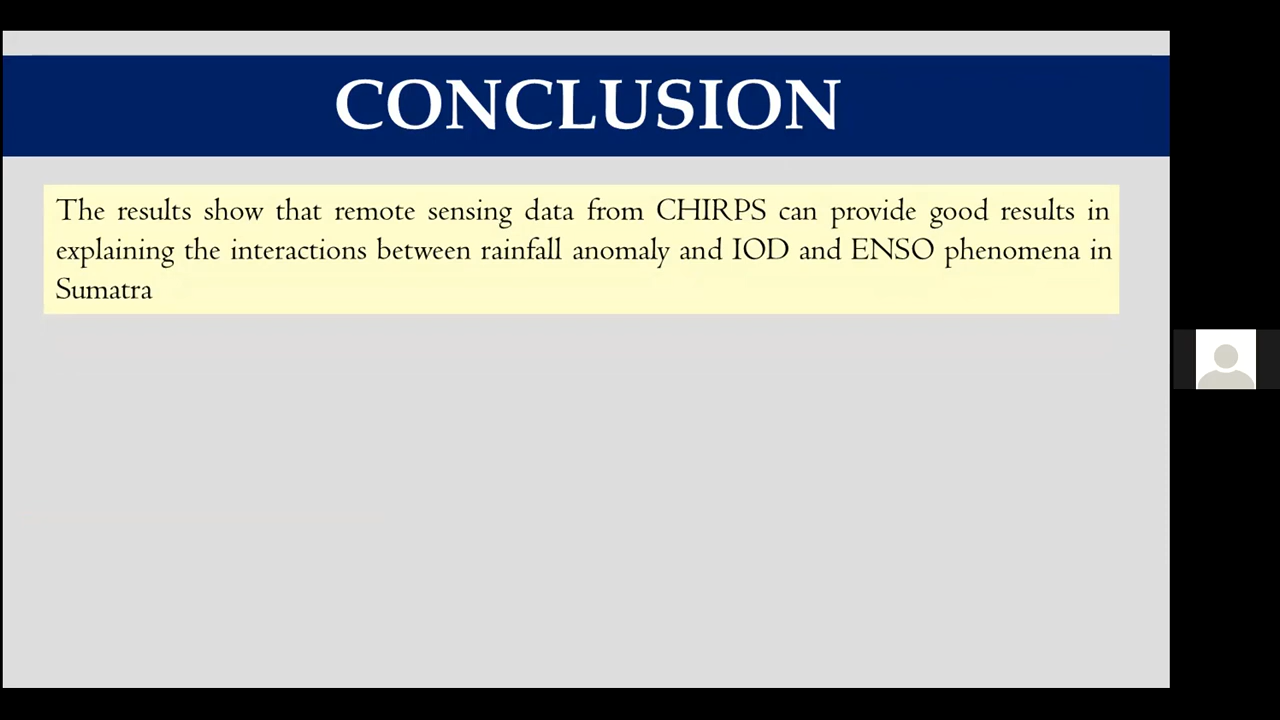 CONCLUSION
The results show that remote sensing data from CHIRPS can provide good results in
explaining the interactions between rainfall anomaly and IOD and ENSO phenomena in
Sumatra